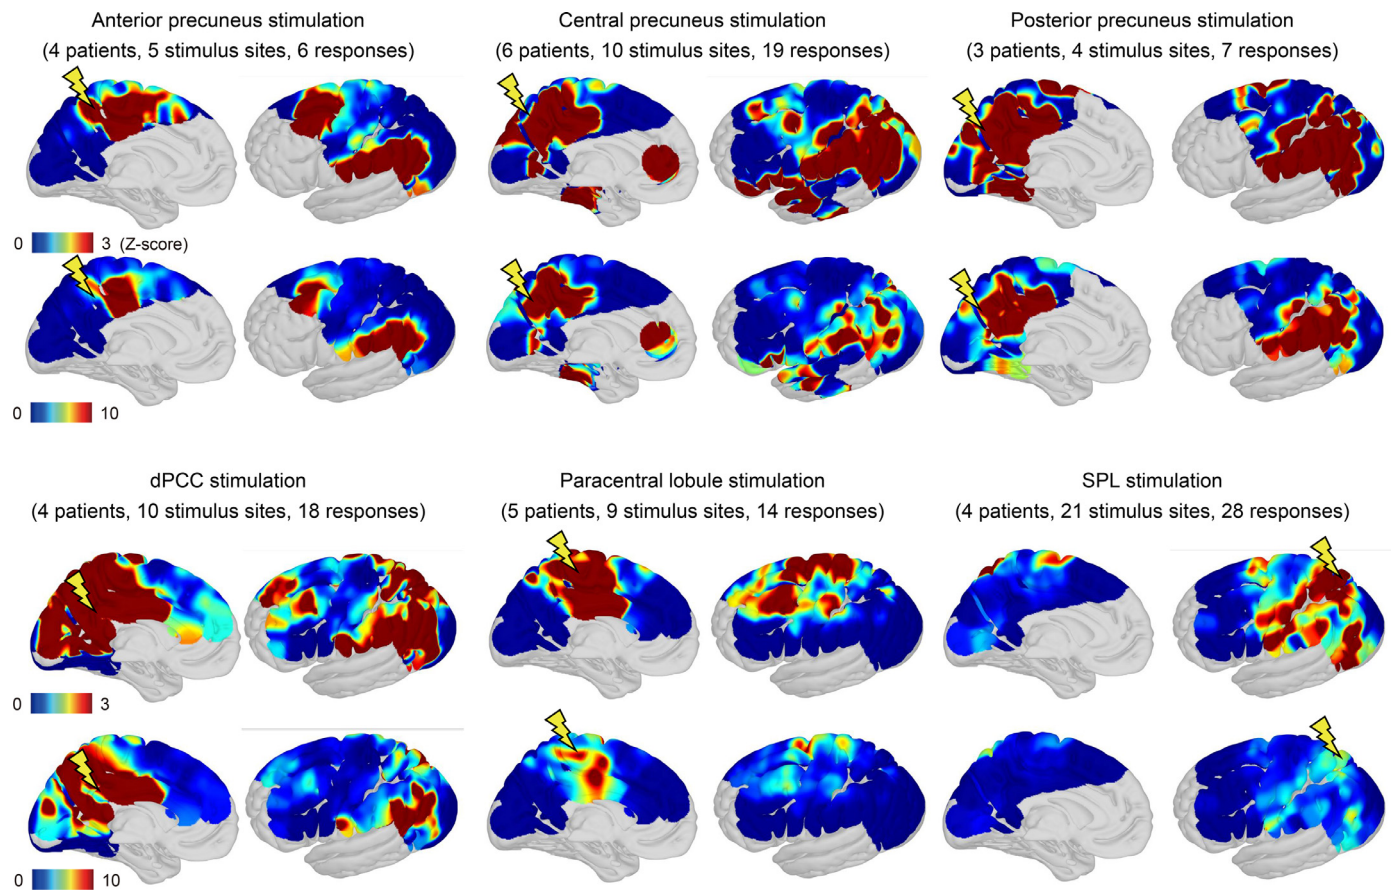 Anterior precuneus stimulation
(4 patients, 5 stimulus sites, 6 responses)
Central precuneus stimulation
(6 patients, 10 stimulus sites, 19 responses)
Posterior precuneus stimulation
(3 patients, 4 stimulus sites, 7 responses)
0 3 (Z-score)
0 10
dPCC stimulation
(4 patients, 10 stimulus sites, 18 responses)
Paracentral lobule stimulation
(5 patients, 9 stimulus sites, 14 responses)
SPL stimulation
(4 patients, 21 stimulus sites, 28 responses)
0 3
0 10